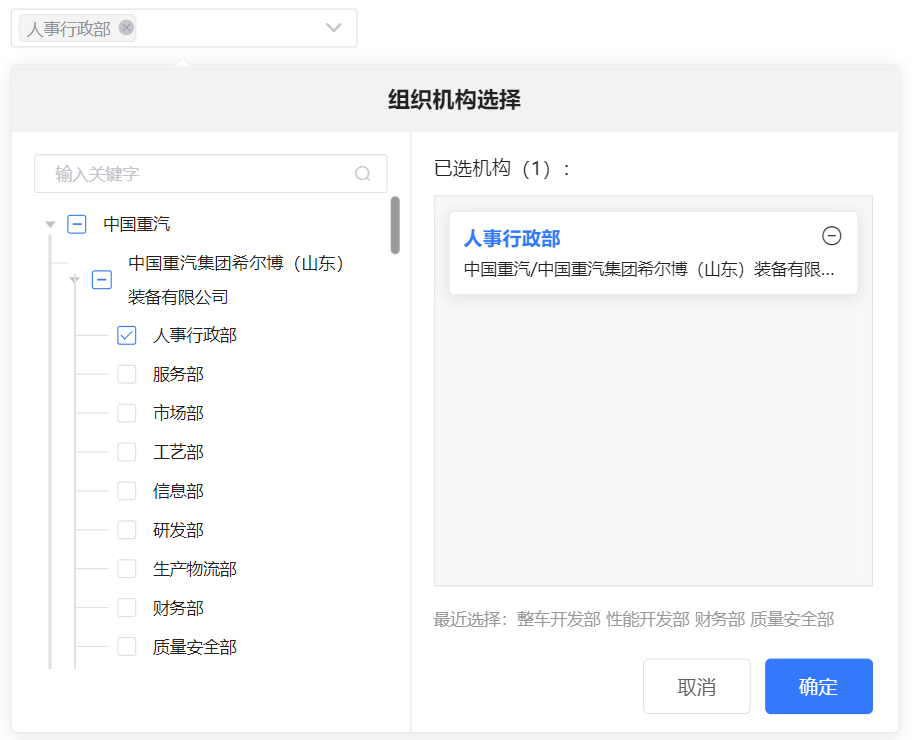 人事行政部
组织机构选择
输入关键字
中国重汽
中国重汽集团希尔博（山东）
装备有限公司
人事行政部
服务部
市场部
工艺部
信息部
研发部
生产物流部
财务部
质量安全部
已选机构（1）：
人事行政部
中国重汽/中国重汽集团希尔博（山东）装备有限...
最近选择：整车开发部 性能开发部 财务部 质量安全部
取消
确定